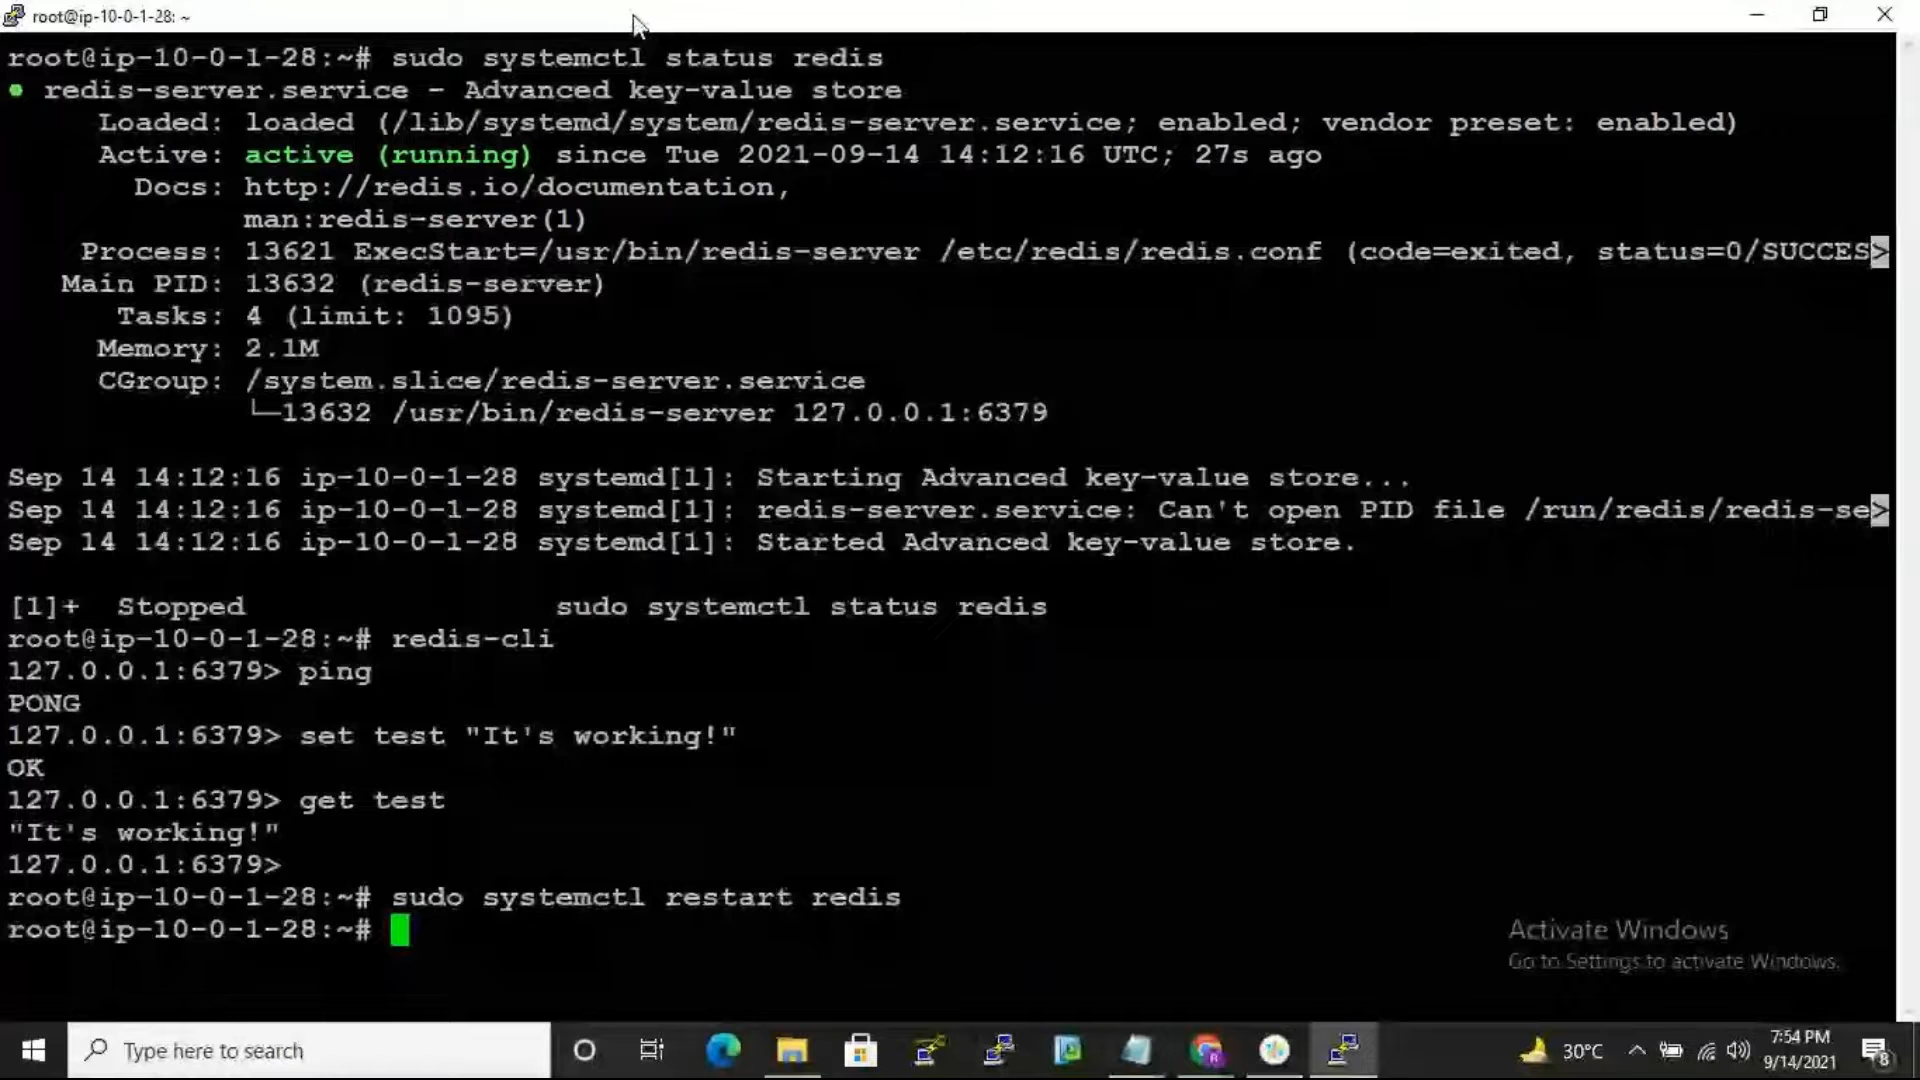 root@ip-10-0-1-28: ~
root@ip-10-0-1-28:~# sudo systemctl status redis
● redis-server.service - Advanced key-value store
Loaded: loaded (/lib/systemd/system/redis-server.service; enabled; vendor preset: enabled)
Active: active (running) since Tue 2021-09-14 14:12:16 UTC; 27s ago
Docs: http://redis.io/documentation,
man:redis-server(1)
Process: 13621 ExecStart=/usr/bin/redis-server /etc/redis/redis.conf (code=exited, status=0/SUCCES>
Main PID: 13632 (redis-server)
Tasks: 4 (limit: 1095)
Memory: 2.1M
CGroup: /system.slice/redis-server.service
└─13632 /usr/bin/redis-server 127.0.0.1:6379
Sep 14 14:12:16 ip-10-0-1-28 systemd[1]: Starting Advanced key-value store...
Sep 14 14:12:16 ip-10-0-1-28 systemd[1]: redis-server.service: Can't open PID file /run/redis/redis-se>
Sep 14 14:12:16 ip-10-0-1-28 systemd[1]: Started Advanced key-value store.
[1]+  Stopped                 sudo systemctl status redis
root@ip-10-0-1-28:~# redis-cli
127.0.0.1:6379> ping
PONG
127.0.0.1:6379> set test "It's working!"
OK
127.0.0.1:6379> get test
"It's working!"
127.0.0.1:6379>
root@ip-10-0-1-28:~# sudo systemctl restart redis
root@ip-10-0-1-28:~#
Activate Windows
Go to Settings to activate Windows.
Type here to search
30°C
7:54 PM
9/14/2021
8